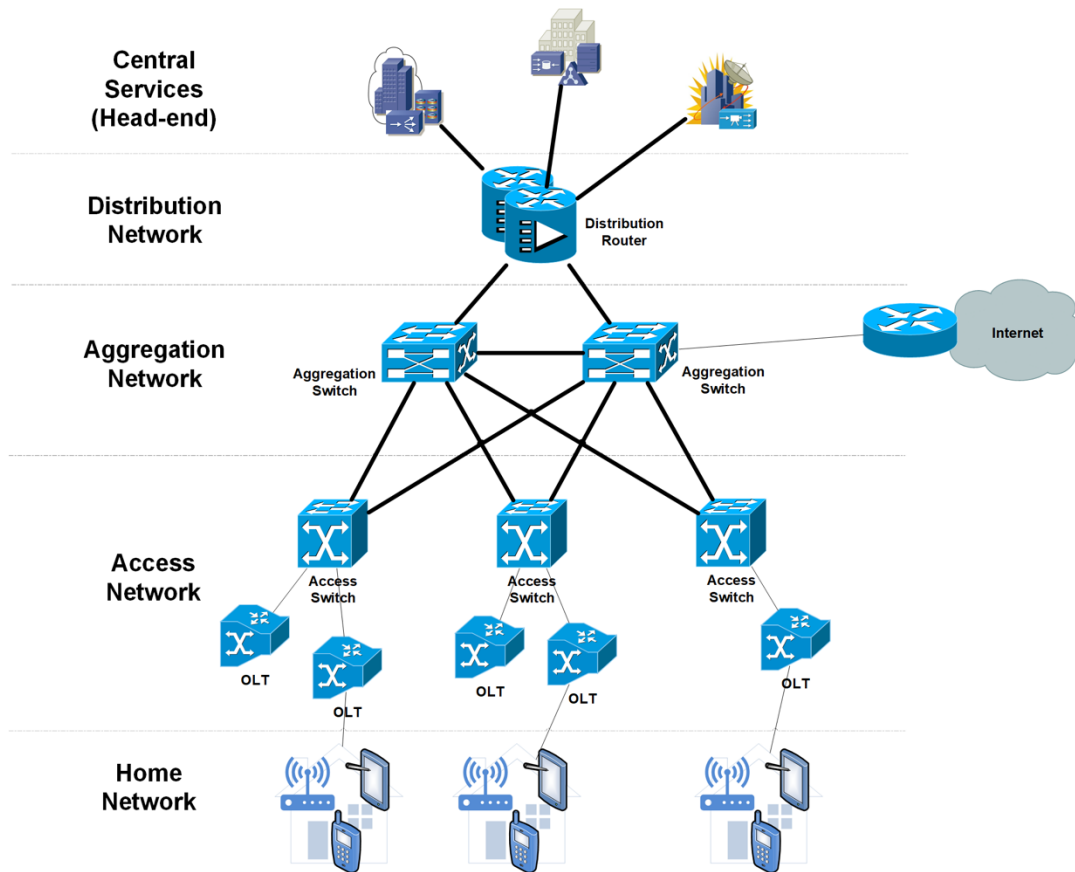 Central
Services
(Head-end)
Distribution
Network
Distribution
Router
Aggregation
Network
Aggregation
Switch
Aggregation
Switch
Internet
Access
Network
Access
Switch
Access
Switch
Access
Switch
OLT
OLT
OLT
OLT
OLT
Home
Network